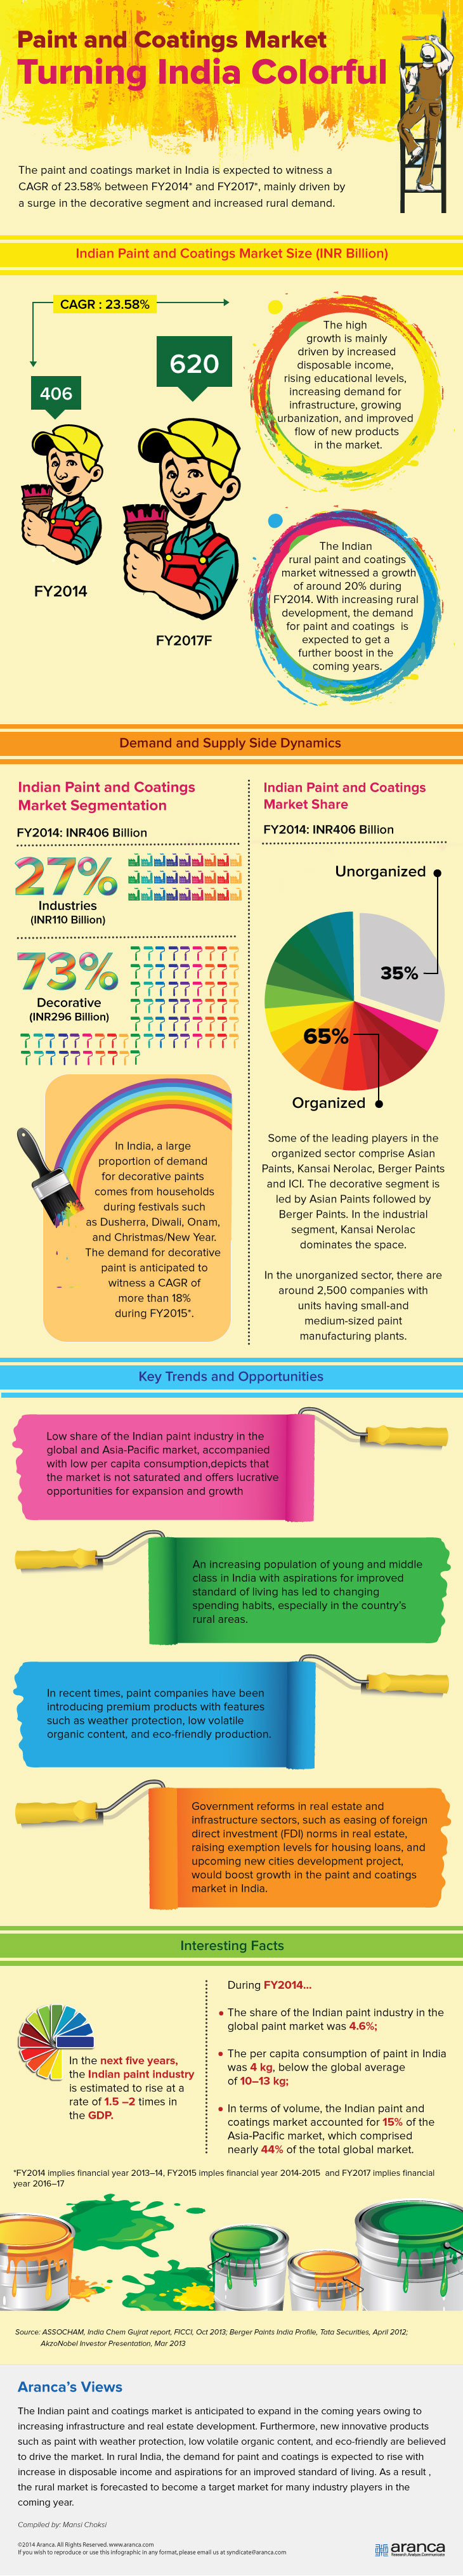 Paint and Coatings Market
Turning India Colorful
The paint and coatings market in India is expected to witness a
CAGR of 23.58% between FY2014* and FY2017*, mainly driven by
a surge in the decorative segment and increased rural demand.
Indian Paint and Coatings Market Size (INR Billion)
CAGR : 23.58%
406
620
FY2014
FY2017F
The high
growth is mainly
driven by increased
disposable income,
rising educational levels,
increasing demand for
infrastructure, growing
urbanization, and improved
flow of new products
in the market.
The Indian
rural paint and coatings
market witnessed a growth
of around 20% during
FY2014. With increasing rural
development, the demand
for paint and coatings is
expected to get a
further boost in the
coming years.
Demand and Supply Side Dynamics
Indian Paint and Coatings
Market Segmentation
FY2014: INR406 Billion
27%
Industries
(INR110 Billion)
73%
Decorative
(INR296 Billion)
In India, a large
proportion of demand
for decorative paints
comes from households
during festivals such
as Dusherra, Diwali, Onam,
and Christmas/New Year.
The demand for decorative
paint is anticipated to
witness a CAGR of
more than 18%
during FY2015*.
Indian Paint and Coatings
Market Share
FY2014: INR406 Billion
Unorganized
35%
65%
Organized
Some of the leading players in the
organized sector comprise Asian
Paints, Kansai Nerolac, Berger Paints
and ICI. The decorative segment is
led by Asian Paints followed by
Berger Paints. In the industrial
segment, Kansai Nerolac
dominates the space.
In the unorganized sector, there are
around 2,500 companies with
units having small-and
medium-sized paint
manufacturing plants.
Key Trends and Opportunities
Low share of the Indian paint industry in the
global and Asia-Pacific market, accompanied
with low per capita consumption,depicts that
the market is not saturated and offers lucrative
opportunities for expansion and growth
An increasing population of young and middle
class in India with aspirations for improved
standard of living has led to changing
spending habits, especially in the country's
rural areas.
In recent times, paint companies have been
introducing premium products with features
such as weather protection, low volatile
organic content, and eco-friendly production.
Government reforms in real estate and
infrastructure sectors, such as easing of foreign
direct investment (FDI) norms in real estate,
raising exemption levels for housing loans, and
upcoming new cities development project,
would boost growth in the paint and coatings
market in India.
Interesting Facts
In the next five years,
the Indian paint industry
is estimated to rise at a
rate of 1.5 –2 times in
the GDP.
During FY2014...
• The share of the Indian paint industry in the
global paint market was 4.6%;
• The per capita consumption of paint in India
was 4 kg, below the global average
of 10–13 kg;
• In terms of volume, the Indian paint and
coatings market accounted for 15% of the
Asia-Pacific market, which comprised
nearly 44% of the total global market.
*FY2014 implies financial year 2013–14, FY2015 imples financial year 2014-2015 and FY2017 implies financial
year 2016–17
Source: ASSOCHAM, India Chem Gujrat report, FICCI, Oct 2013; Berger Paints India Profile, Tata Securities, April 2012;
AkzoNobel Investor Presentation, Mar 2013
Aranca's Views
The Indian paint and coatings market is anticipated to expand in the coming years owing to
increasing infrastructure and real estate development. Furthermore, new innovative products
such as paint with weather protection, low volatile organic content, and eco-friendly are believed
to drive the market. In rural India, the demand for paint and coatings is expected to rise with
increase in disposable income and aspirations for an improved standard of living. As a result ,
the rural market is forecasted to become a target market for many industry players in the
coming year.
Compiled by: Mansi Choksi
©2014 Aranca. All Rights Reserved. www.aranca.com
If you wish to reproduce or use this infographic in any format, please email us at syndicate@aranca.com
aranca
Research.Analyze.Communicate